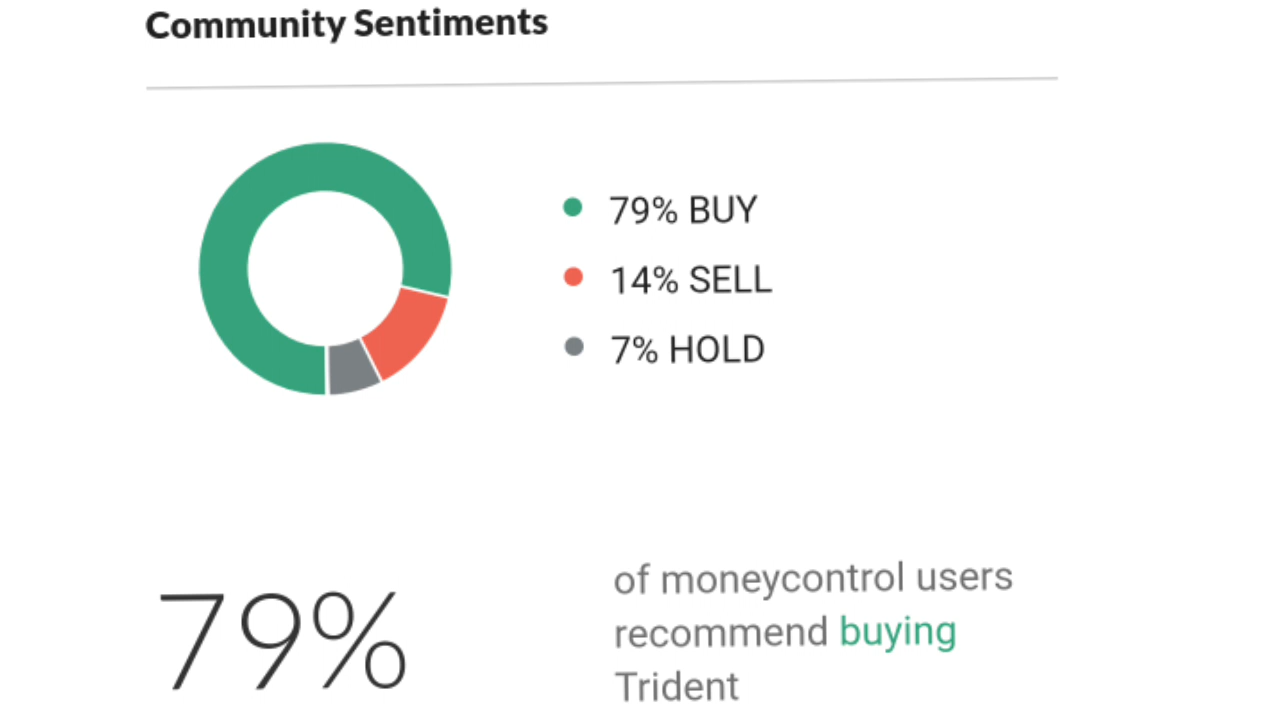 Community Sentiments
79% BUY
14% SELL
7% HOLD
79%
of moneycontrol users
recommend buying
Trident